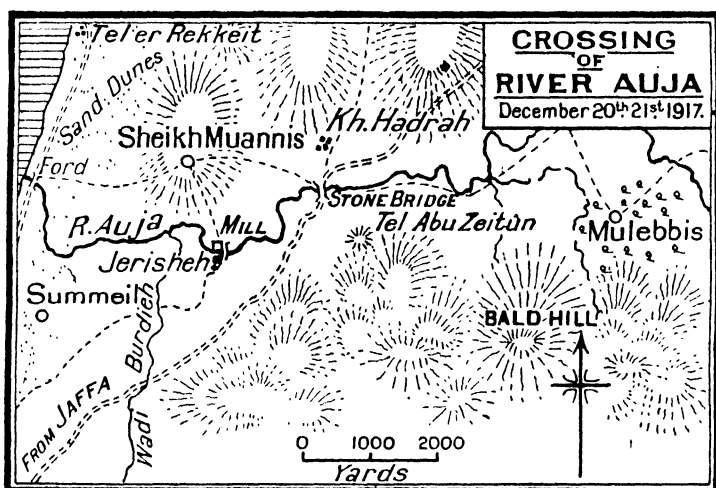 CROSSING
OF
RIVER AUJA
December 20th 21st 1917.
Tel er Rekkeit
Sand Dunes
Kh. Hadrah
Sheikh Muannis
Ford
STONE BRIDGE
R. Auja
MILL
Tel Abu Zeitûn
Mulebbis
Jerisheh
Summeil
BALD HILL
Wadi Burdieh
FROM JAFFA
0 1000 2000
Yards